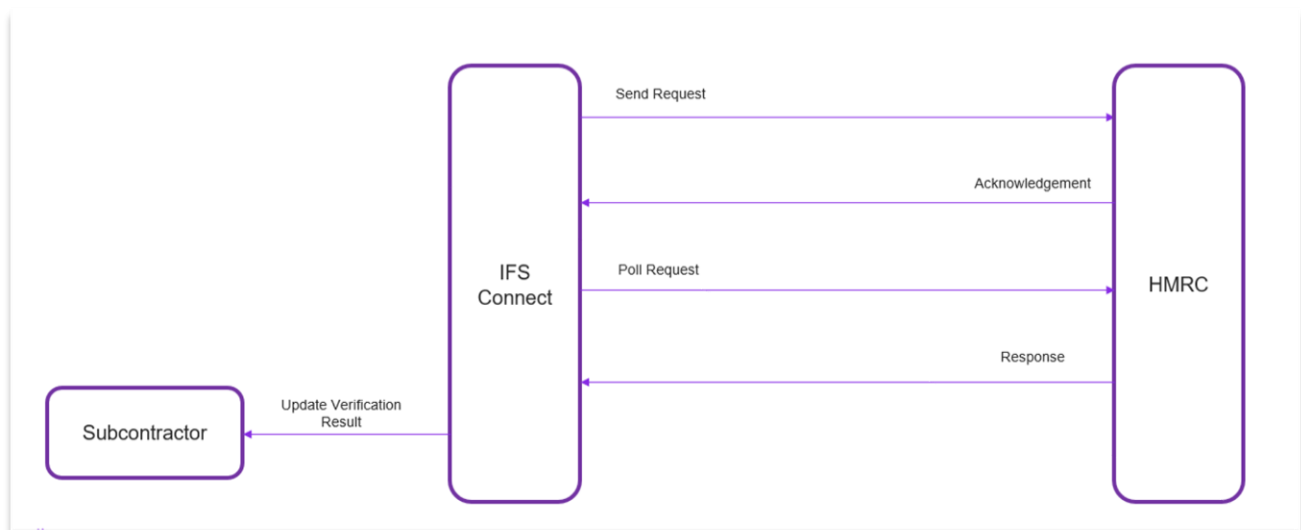 Send Request
Acknowledgement
IFS
Connect
Poll Request
HMRC
Response
Update Verification
Result
Subcontractor